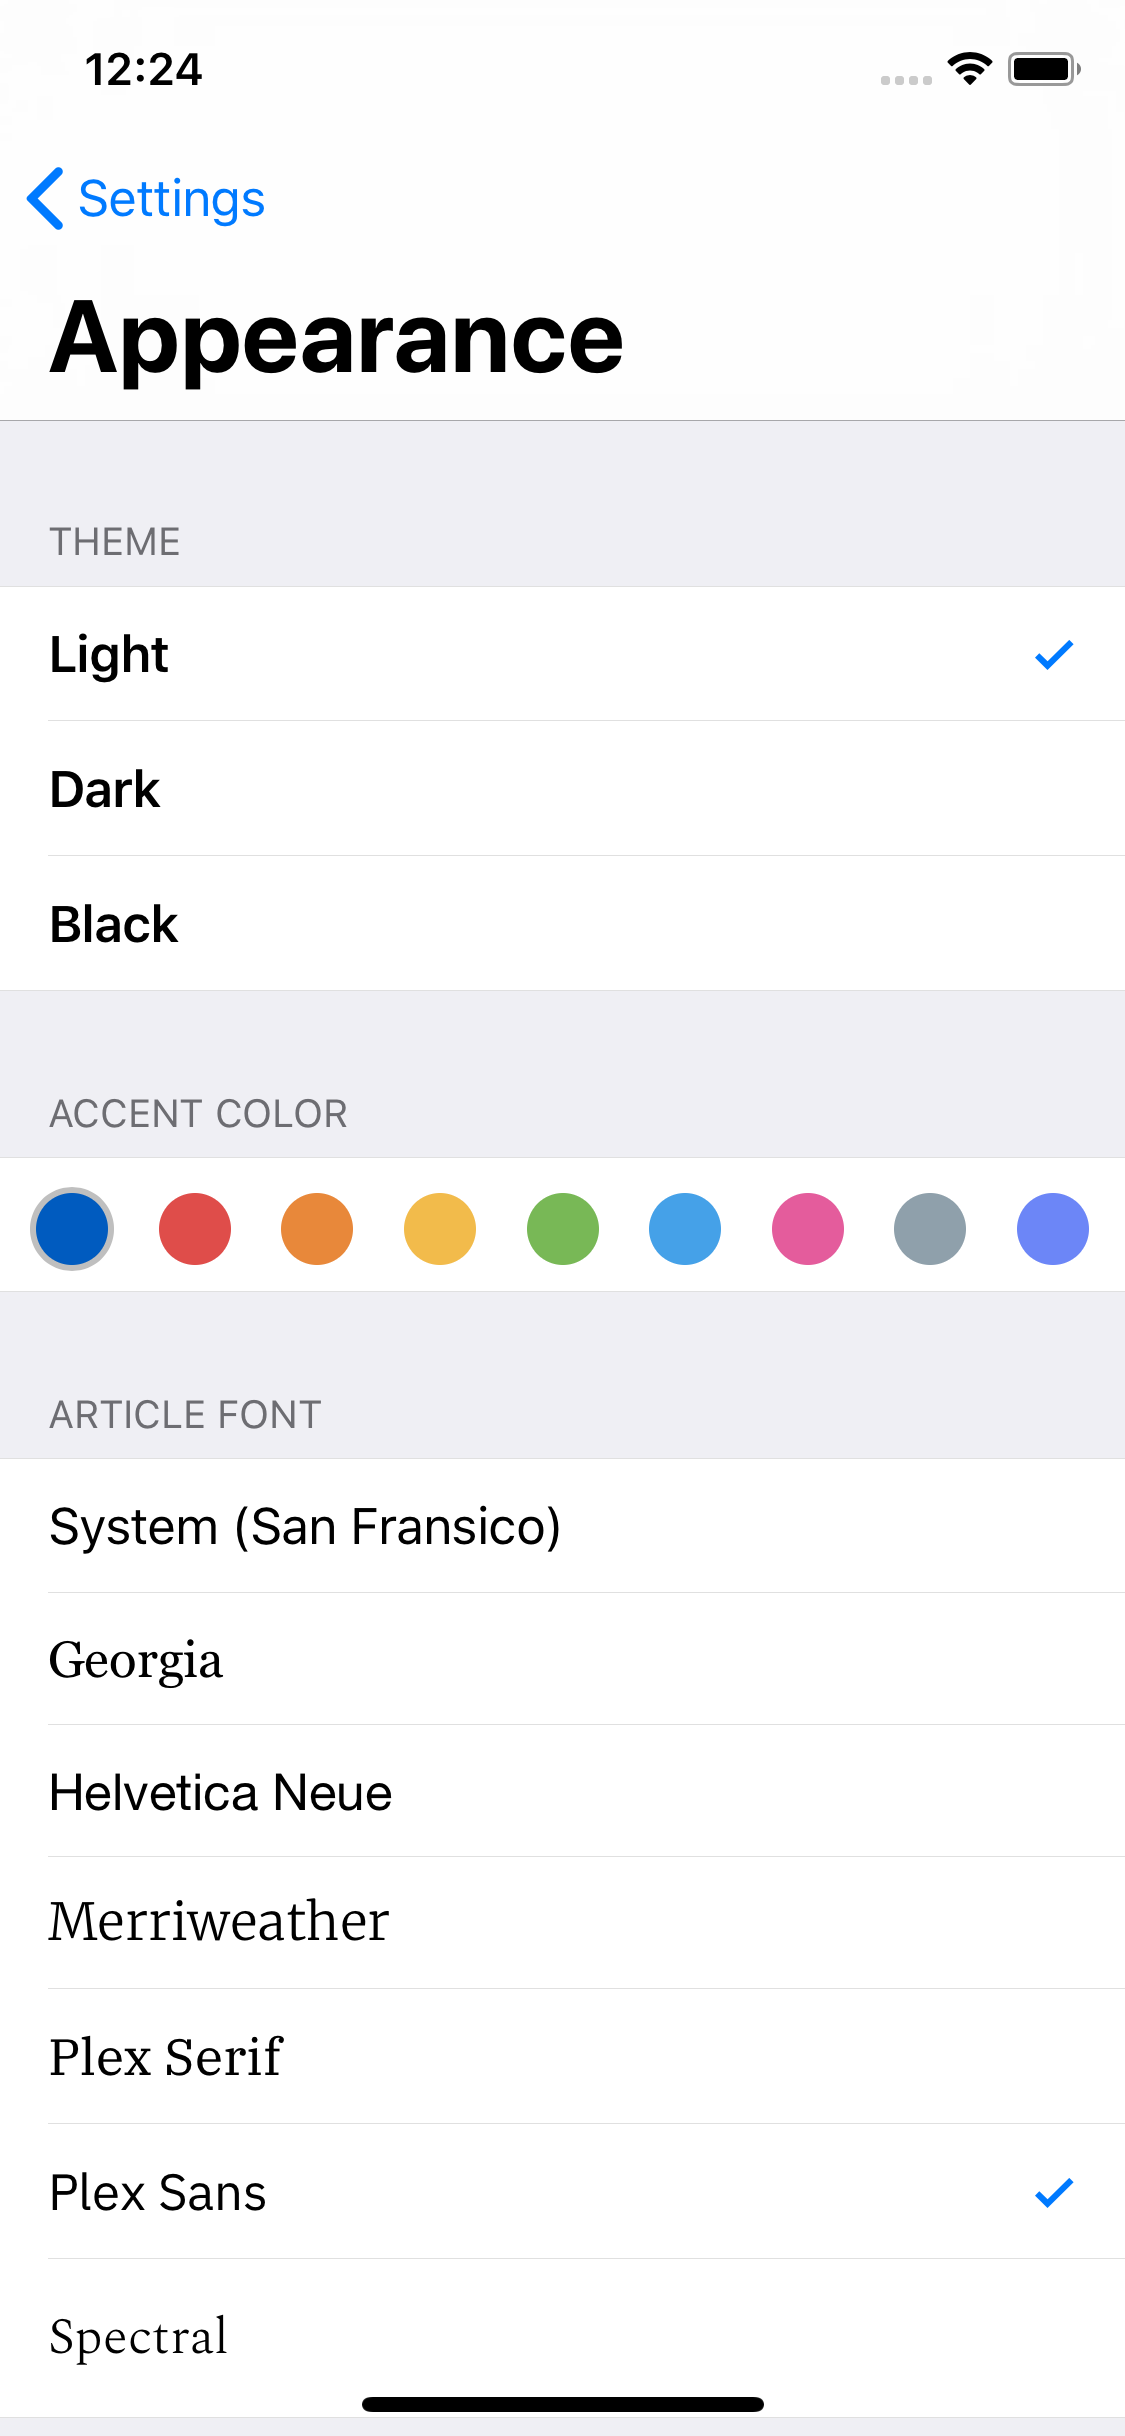 12:24
Settings
Appearance
THEME
Light
Dark
Black
ACCENT COLOR
ARTICLE FONT
System (San Fransico)
Georgia
Helvetica Neue
Merriweather
Plex Serif
Plex Sans
Spectral